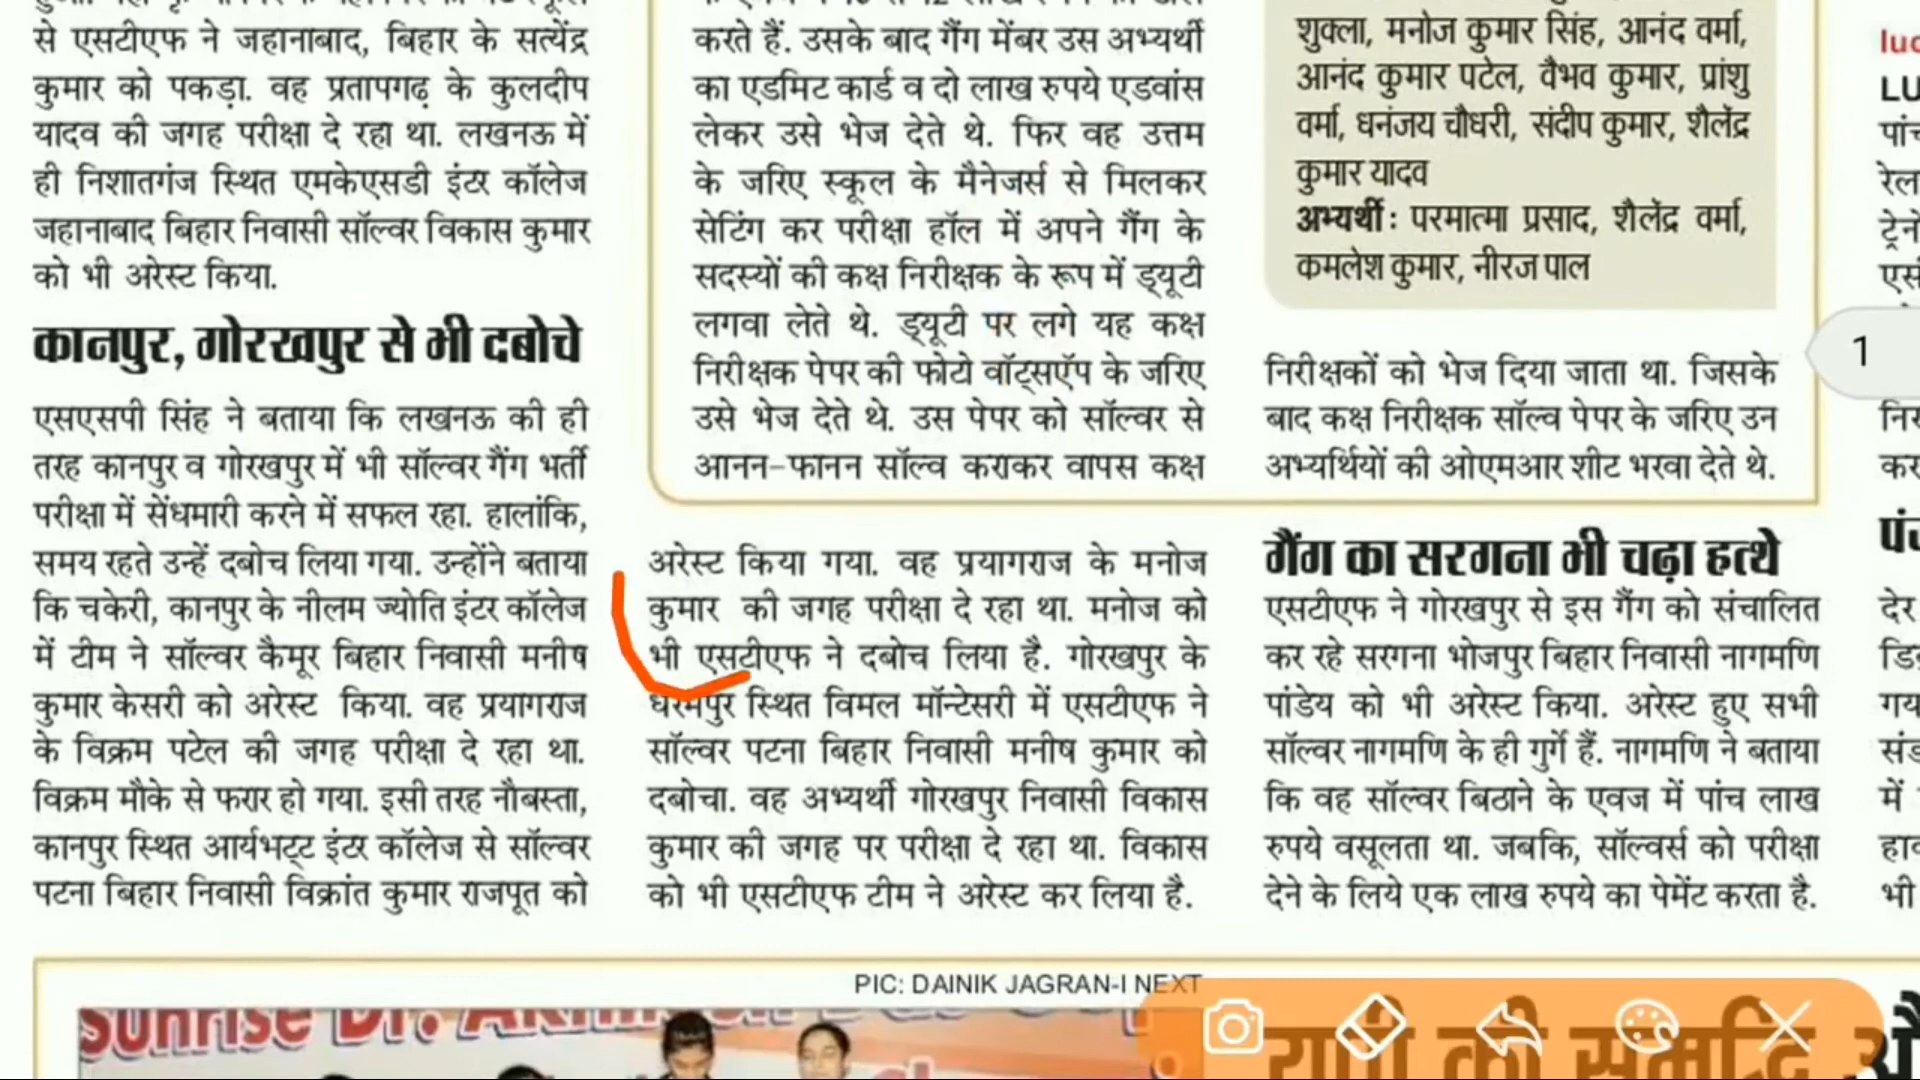 से एसटीएफ ने जहानाबाद, बिहार के सत्येंद्र
कुमार को पकड़ा. वह प्रतापगढ़ के कुलदीप
यादव की जगह परीक्षा दे रहा था. लखनऊ में
ही निशातगंज स्थित एमकेएसडी इंटर कॉलेज
जहानाबाद बिहार निवासी सॉल्वर विकास कुमार
को भी अरेस्ट किया.
कानपुर, गोरखपुर से भी दबोचे
एसएसपी सिंह ने बताया कि लखनऊ की ही
तरह कानपुर व गोरखपुर में भी सॉल्वर गैंग भर्ती
परीक्षा में सेंधमारी करने में सफल रहा. हालांकि,
समय रहते उन्हें दबोच लिया गया. उन्होंने बताया
कि चकेरी, कानपुर के नीलम ज्योति इंटर कॉलेज
में टीम ने सॉल्वर कैमूर बिहार निवासी मनीष
कुमार केसरी को अरेस्ट किया. वह प्रयागराज
के विक्रम पटेल की जगह परीक्षा दे रहा था.
विक्रम मौके से फरार हो गया. इसी तरह नौबस्ता,
कानपुर स्थित आर्यभट्ट इंटर कॉलेज से सॉल्वर
पटना बिहार निवासी विक्रांत कुमार राजपूत को
करते हैं. उसके बाद गैंग मेंबर उस अभ्यर्थी
का एडमिट कार्ड व दो लाख रुपये एडवांस
लेकर उसे भेज देते थे. फिर वह उत्तम
के जरिए स्कूल के मैनेजर्स से मिलकर
सेटिंग कर परीक्षा हॉल में अपने गैंग के
सदस्यों की कक्ष निरीक्षक के रूप में ड्यूटी
लगवा लेते थे. ड्यूटी पर लगे यह कक्ष
निरीक्षक पेपर की फोटो वॉट्सऍप के जरिए
उसे भेज देते थे. उस पेपर को सॉल्वर से
आनन-फानन सॉल्व कराकर वापस कक्ष
शुक्ला, मनोज कुमार सिंह, आनंद वर्मा,
आनंद कुमार पटेल, वैभव कुमार, प्रांशु
वर्मा, धनंजय चौधरी, संदीप कुमार, शैलेंद्र
कुमार यादव
अभ्यर्थी: परमात्मा प्रसाद, शैलेंद्र वर्मा,
कमलेश कुमार, नीरज पाल
निरीक्षकों को भेज दिया जाता था. जिसके
बाद कक्ष निरीक्षक सॉल्व पेपर के जरिए उन
अभ्यर्थियों की ओएमआर शीट भरवा देते थे.
अरेस्ट किया गया. वह प्रयागराज के मनोज
कुमार की जगह परीक्षा दे रहा था. मनोज को
भी एसटीएफ ने दबोच लिया है. गोरखपुर के
धरमपुर स्थित विमल मॉन्टेसरी में एसटीएफ ने
सॉल्वर पटना बिहार निवासी मनीष कुमार को
दबोचा. वह अभ्यर्थी गोरखपुर निवासी विकास
कुमार की जगह पर परीक्षा दे रहा था. विकास
को भी एसटीएफ टीम ने अरेस्ट कर लिया है.
गैंग का सरगना भी चढ़ा हत्थे
एसटीएफ ने गोरखपुर से इस गैंग को संचालित
कर रहे सरगना भोजपुर बिहार निवासी नागमणि
पांडेय को भी अरेस्ट किया. अरेस्ट हुए सभी
सॉल्वर नागमणि के ही गुर्गे हैं. नागमणि ने बताया
कि वह सॉल्वर बिठाने के एवज में पांच लाख
रुपये वसूलता था. जबकि, सॉल्वर्स को परीक्षा
देने के लिये एक लाख रुपये का पेमेंट करता है.
1
PIC: DAINIK JAGRAN-I NEXT
Sunrise Dr.